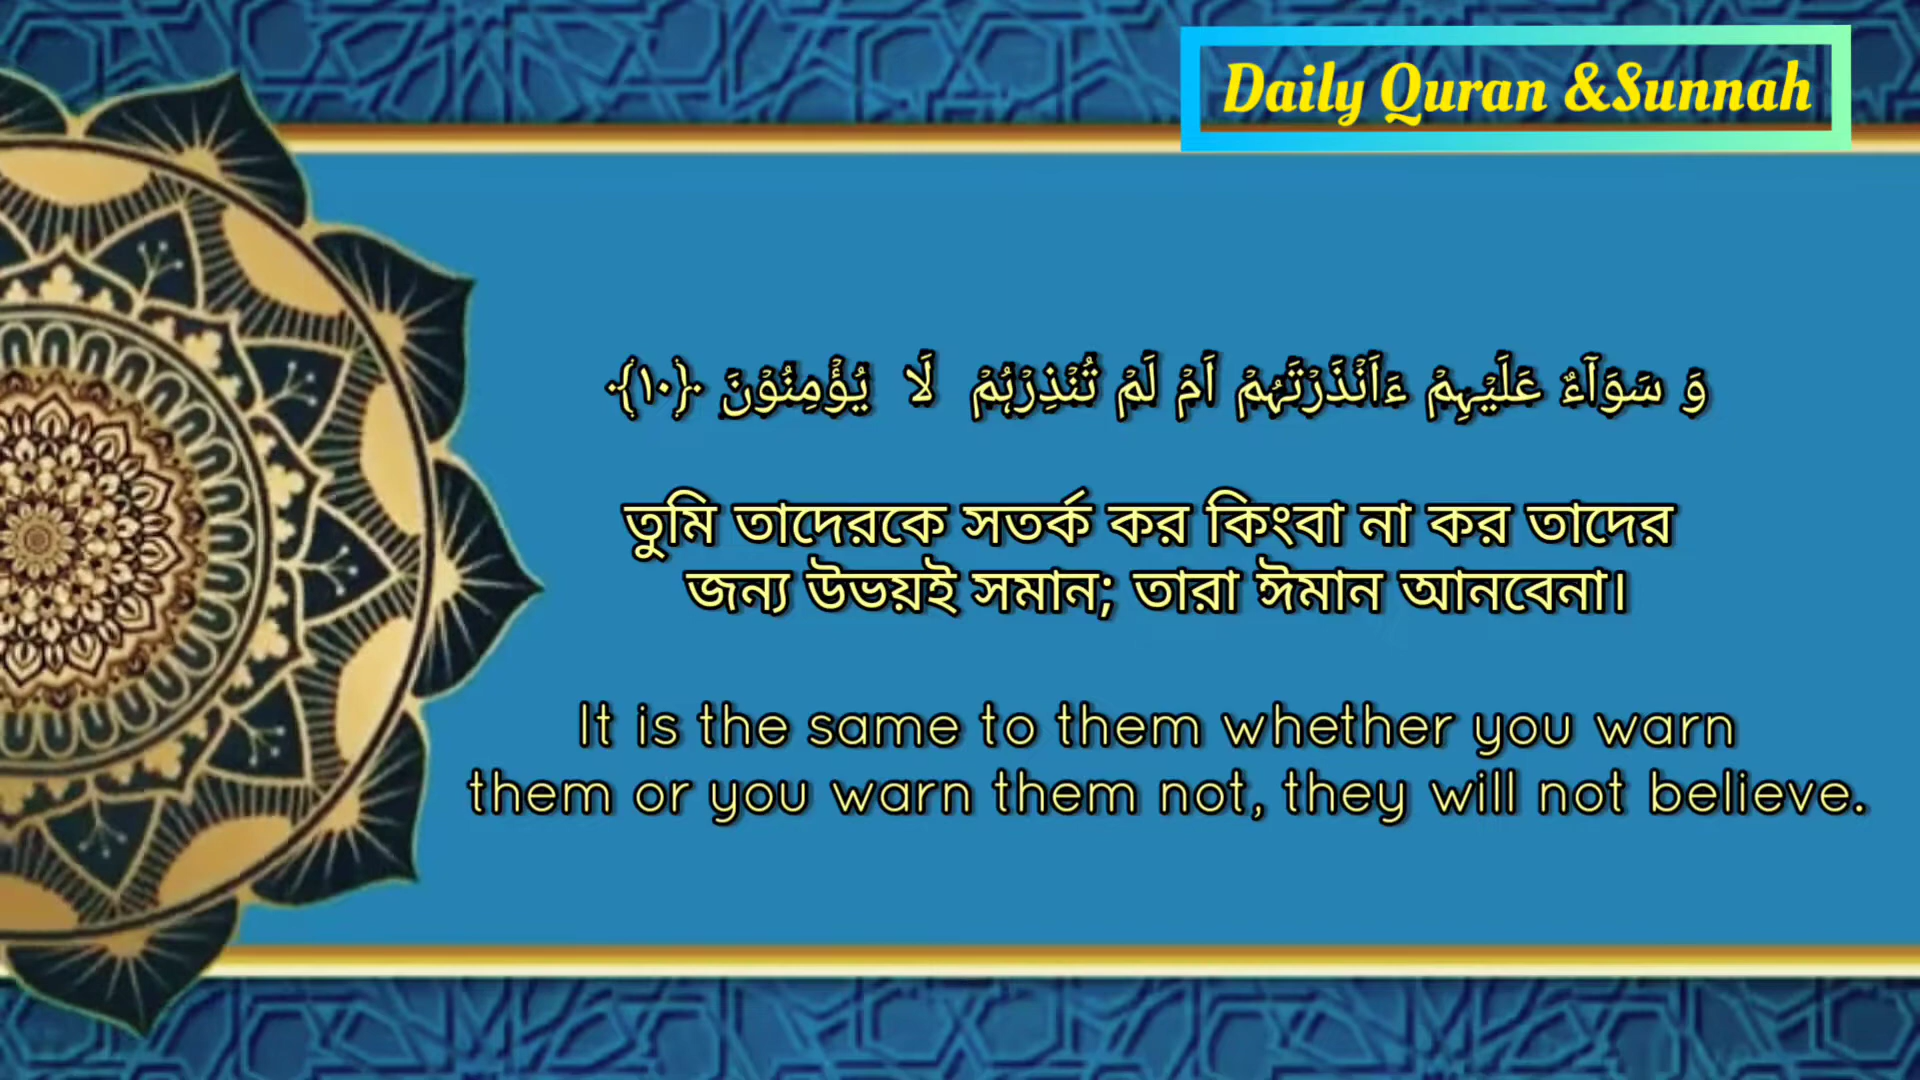 Daily Quran &Sunnah
وَ سَوَآءٌ عَلَیۡہِمۡ ءَاَنۡذَرۡتَہُمۡ اَمۡ لَمۡ تُنۡذِرۡہُمۡ لَا یُؤۡمِنُوۡنَ ﴿۱۰﴾
তুমি তাদেরকে সতর্ক কর কিংবা না কর তাদের
জন্য উভয়ই সমান; তারা ঈমান আনবেনা।
It is the same to them whether you warn
them or you warn them not, they will not believe.